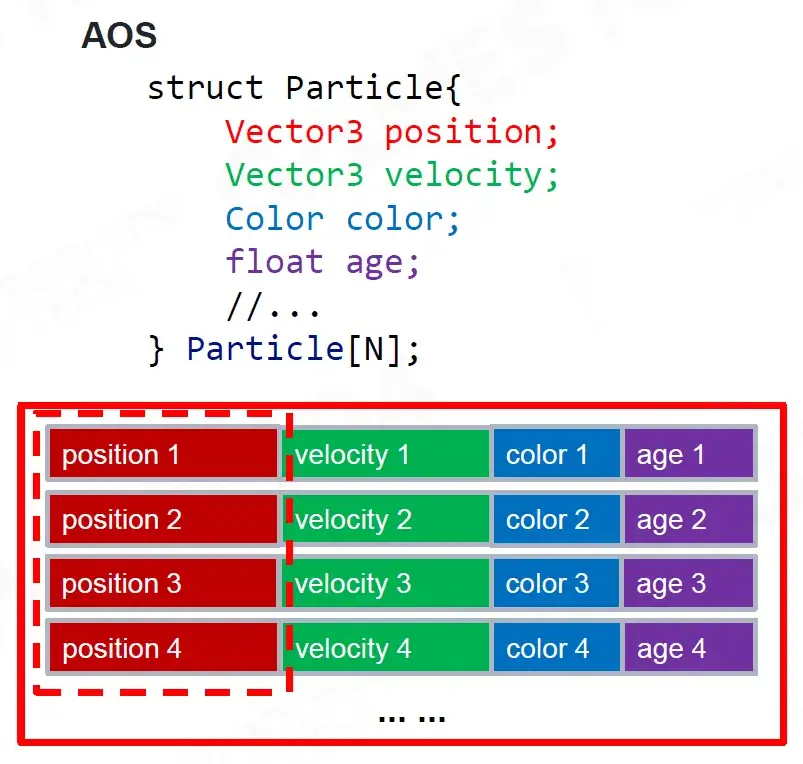 AOS
struct Particle{
Vector3 position;
Vector3 velocity;
Color color;
float age;
//...
} Particle[N];
position 1 velocity 1 color 1 age 1
position 2 velocity 2 color 2 age 2
position 3 velocity 3 color 3 age 3
position 4 velocity 4 color 4 age 4
... ...